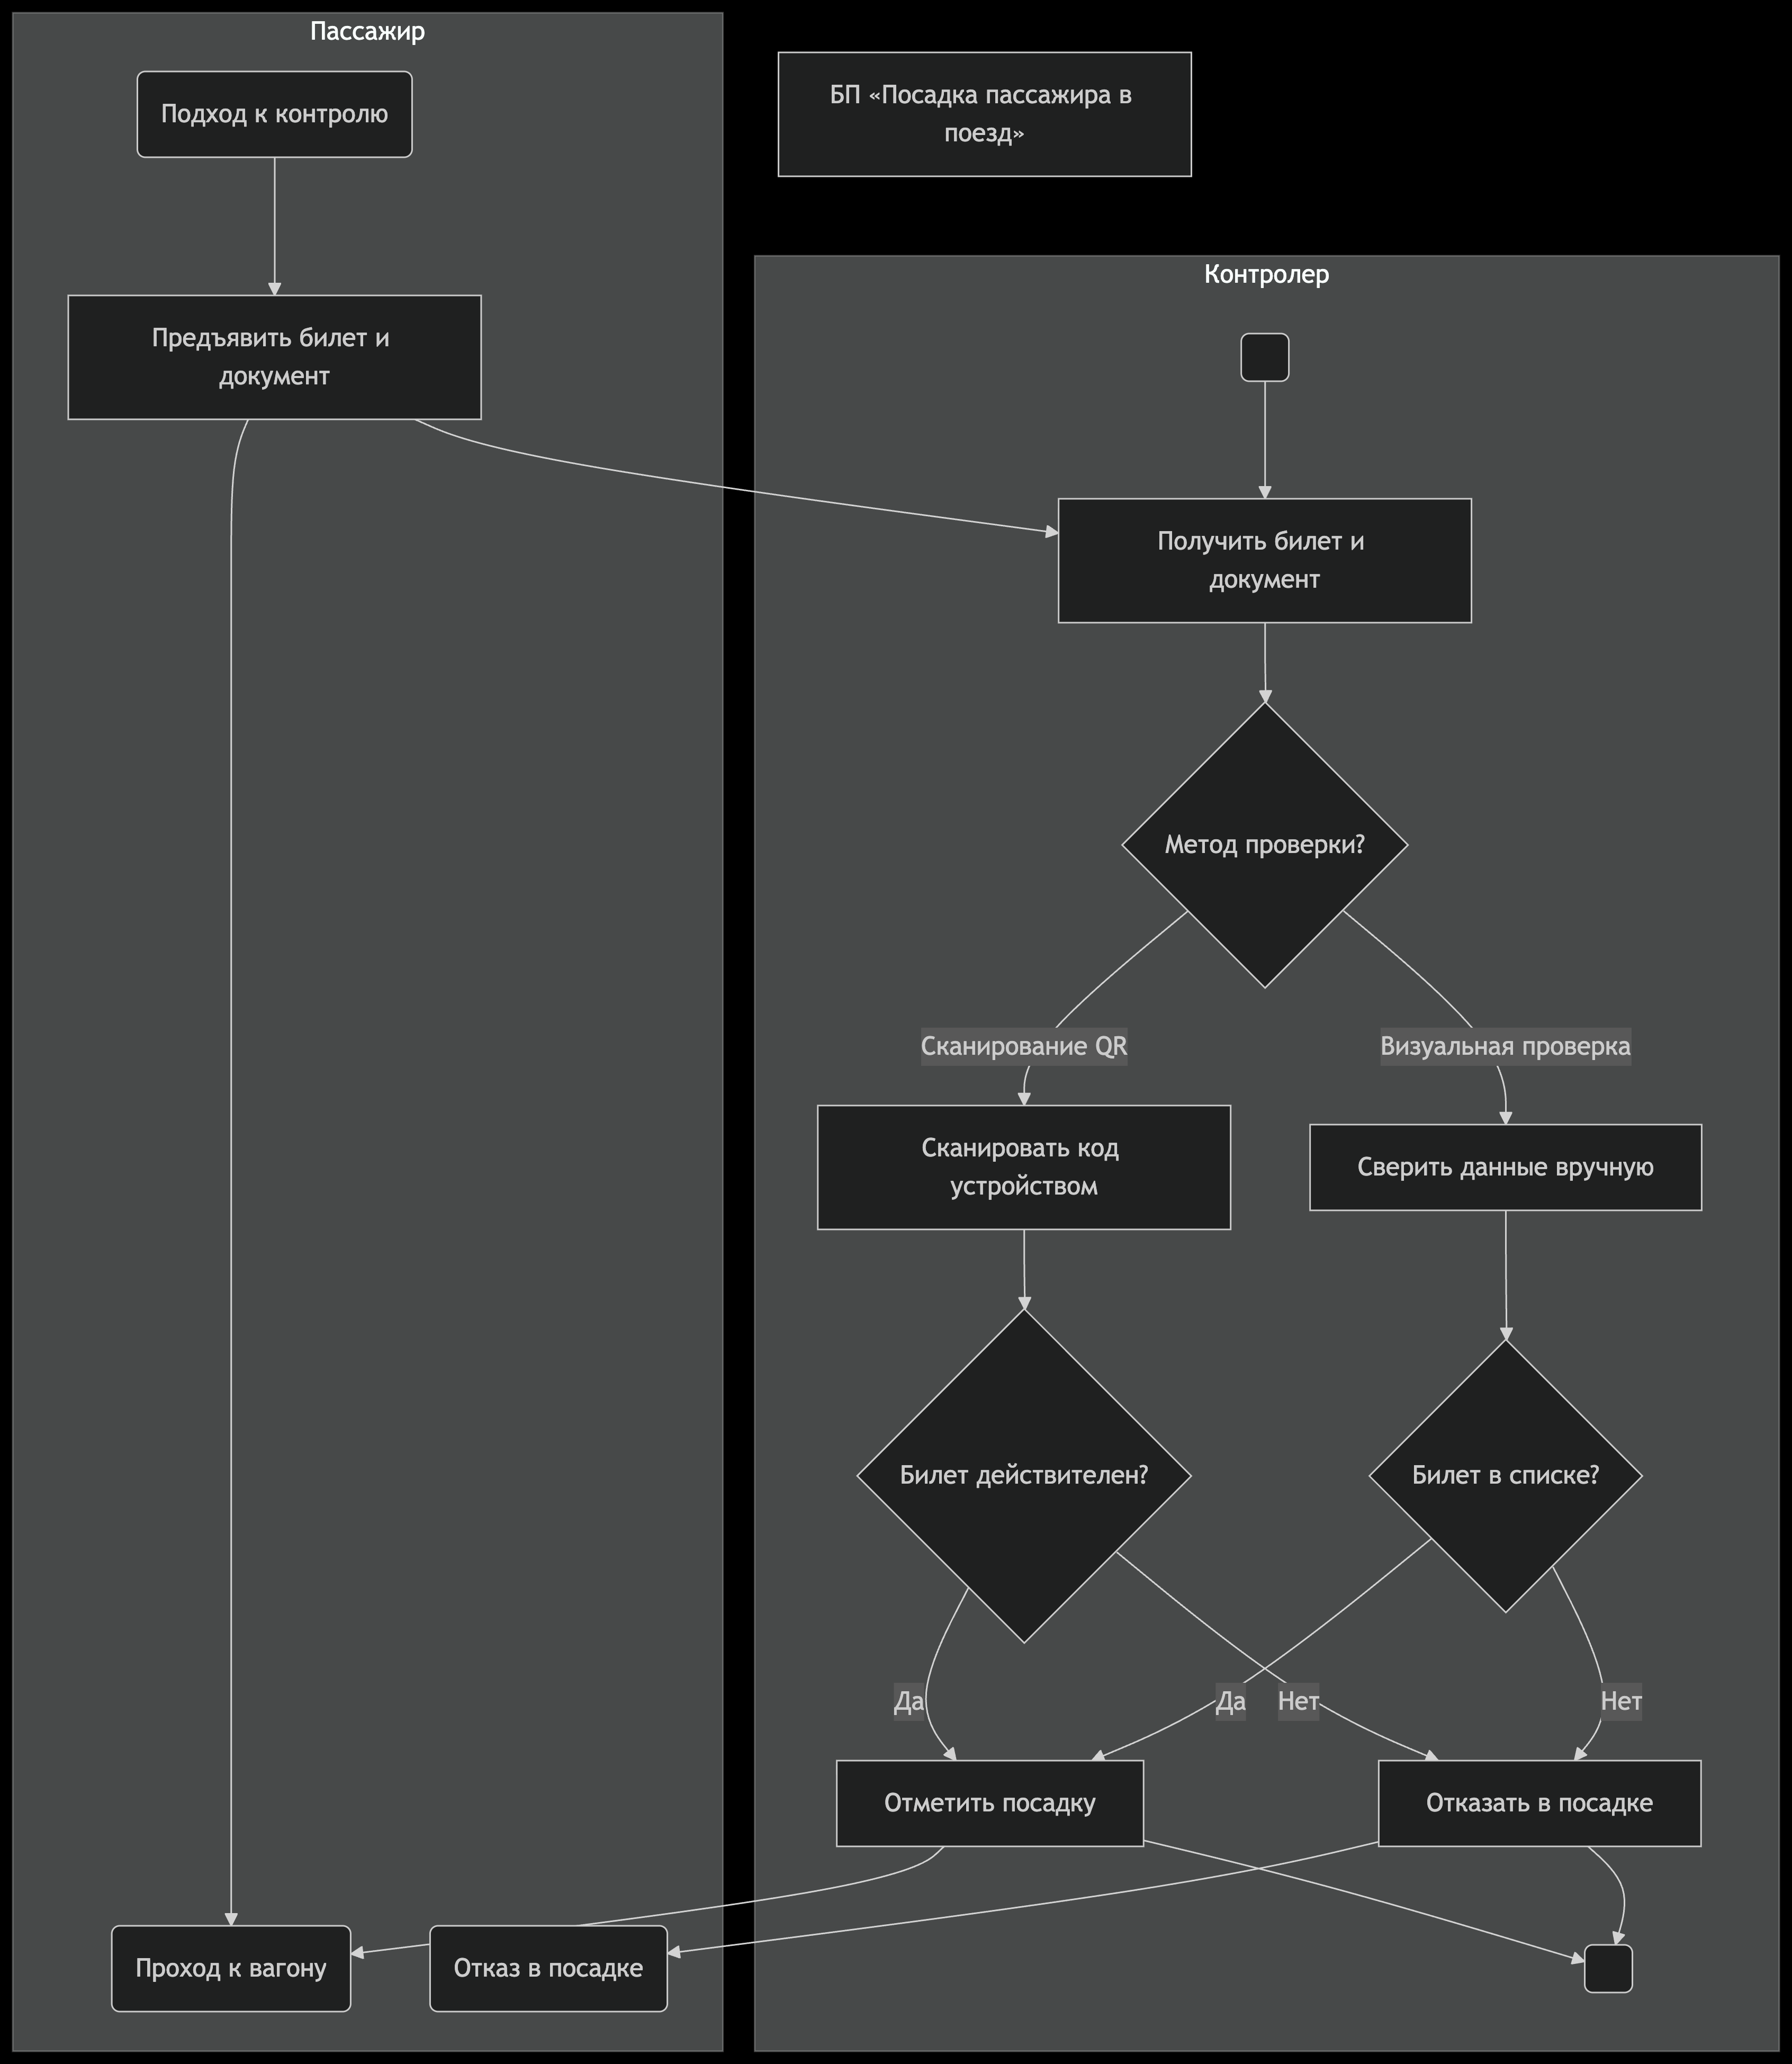 Пассажир
Подход к контролю
БП «Посадка пассажира в
поезд»
Контролер
Предъявить билет и
документ
Получить билет и
документ
Метод проверки?
Сканирование QR
Визуальная проверка
Сканировать код
устройством
Сверить данные вручную
Билет действителен?
Билет в списке?
Да
Да
Нет
Нет
Отметить посадку
Отказать в посадке
Проход к вагону
Отказ в посадке